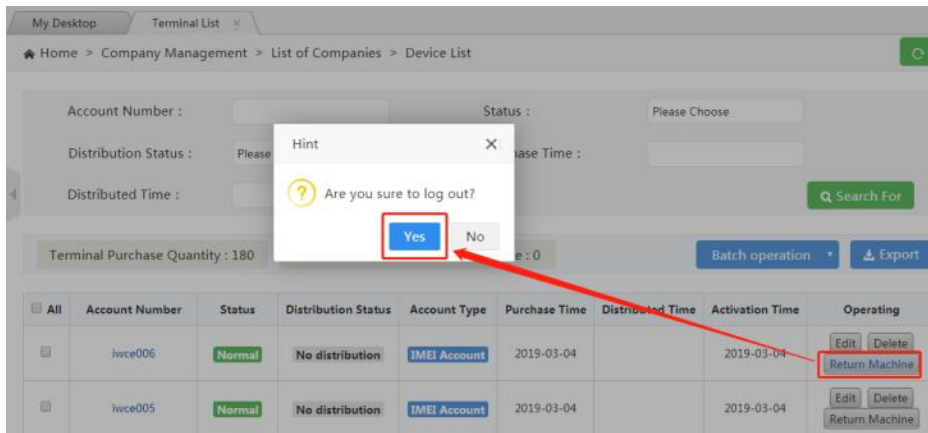 My Desktop
Terminal List ×
Home > Company Management > List of Companies > Device List
Account Number :
Status :
Please Choose
Distribution Status :
Please
hase Time :
Distributed Time :
Search For
Hint ×
Are you sure to log out?
Yes
No
Terminal Purchase Quantity : 180
e : 0
Batch operation
Export
All Account Number Status Distribution Status Account Type Purchase Time Distributed Time Activation Time Operating
iwce006 Normal No distribution IMEI Account 2019-03-04 2019-03-04 Edit Delete
Return Machine
iwce005 Normal No distribution IMEI Account 2019-03-04 2019-03-04 Edit Delete
Return Machine